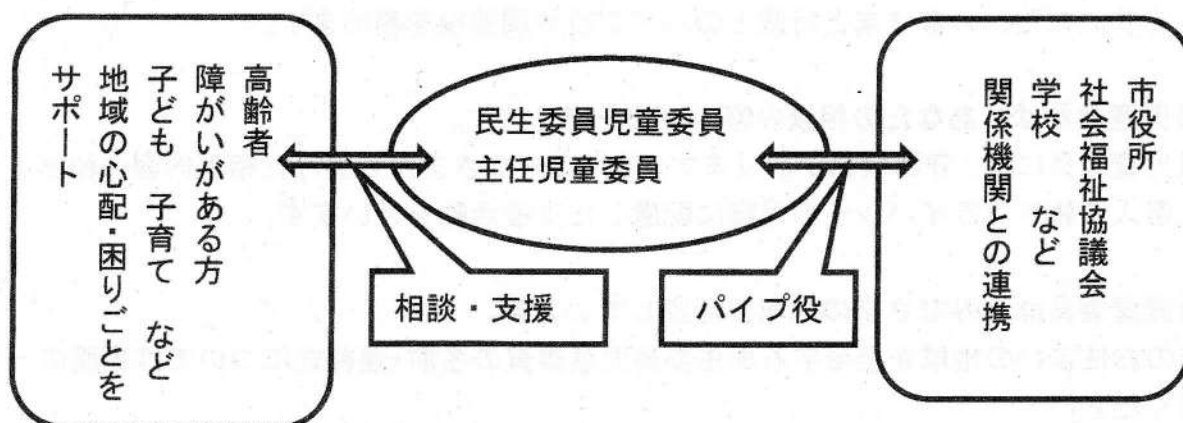 高齢者
障がいがある方
子ども 子育て など
地域の心配・困りごとを
サポート
民生委員児童委員
主任児童委員
相談・支援
パイプ役
市役所
社会福祉協議会
学校 など
関係機関との連携